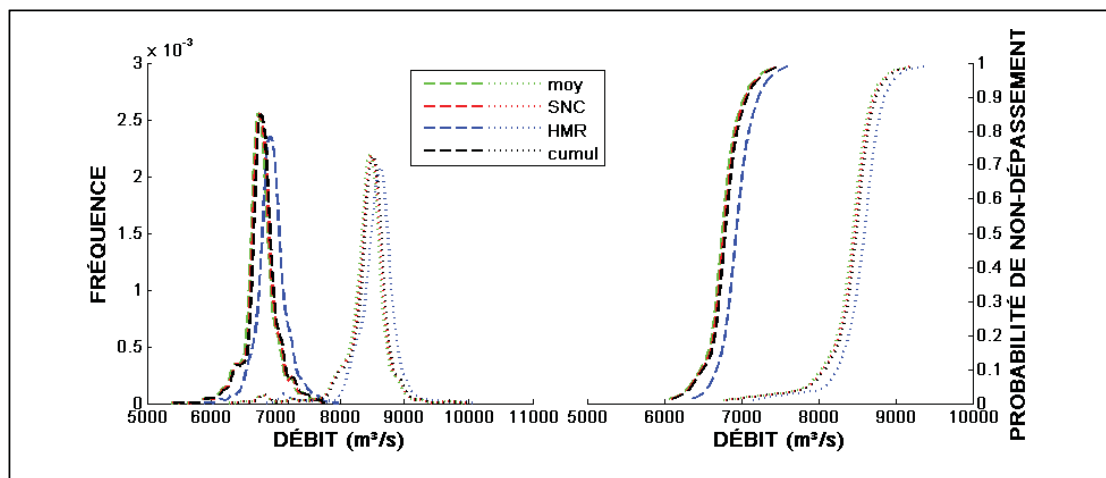 × 10⁻³
3
2.5
2
1.5
1
0.5
0
FRÉQUENCE
5000 6000 7000 8000 9000 10000 11000
DÉBIT (m³/s)
moy
SNC
HMR
cumul
1
0.9
0.8
0.7
0.6
0.5
0.4
0.3
0.2
0.1
0
PROBABILITÉ DE NON-DÉPASSEMENT
5000 6000 7000 8000 9000 10000
DÉBIT (m³/s)